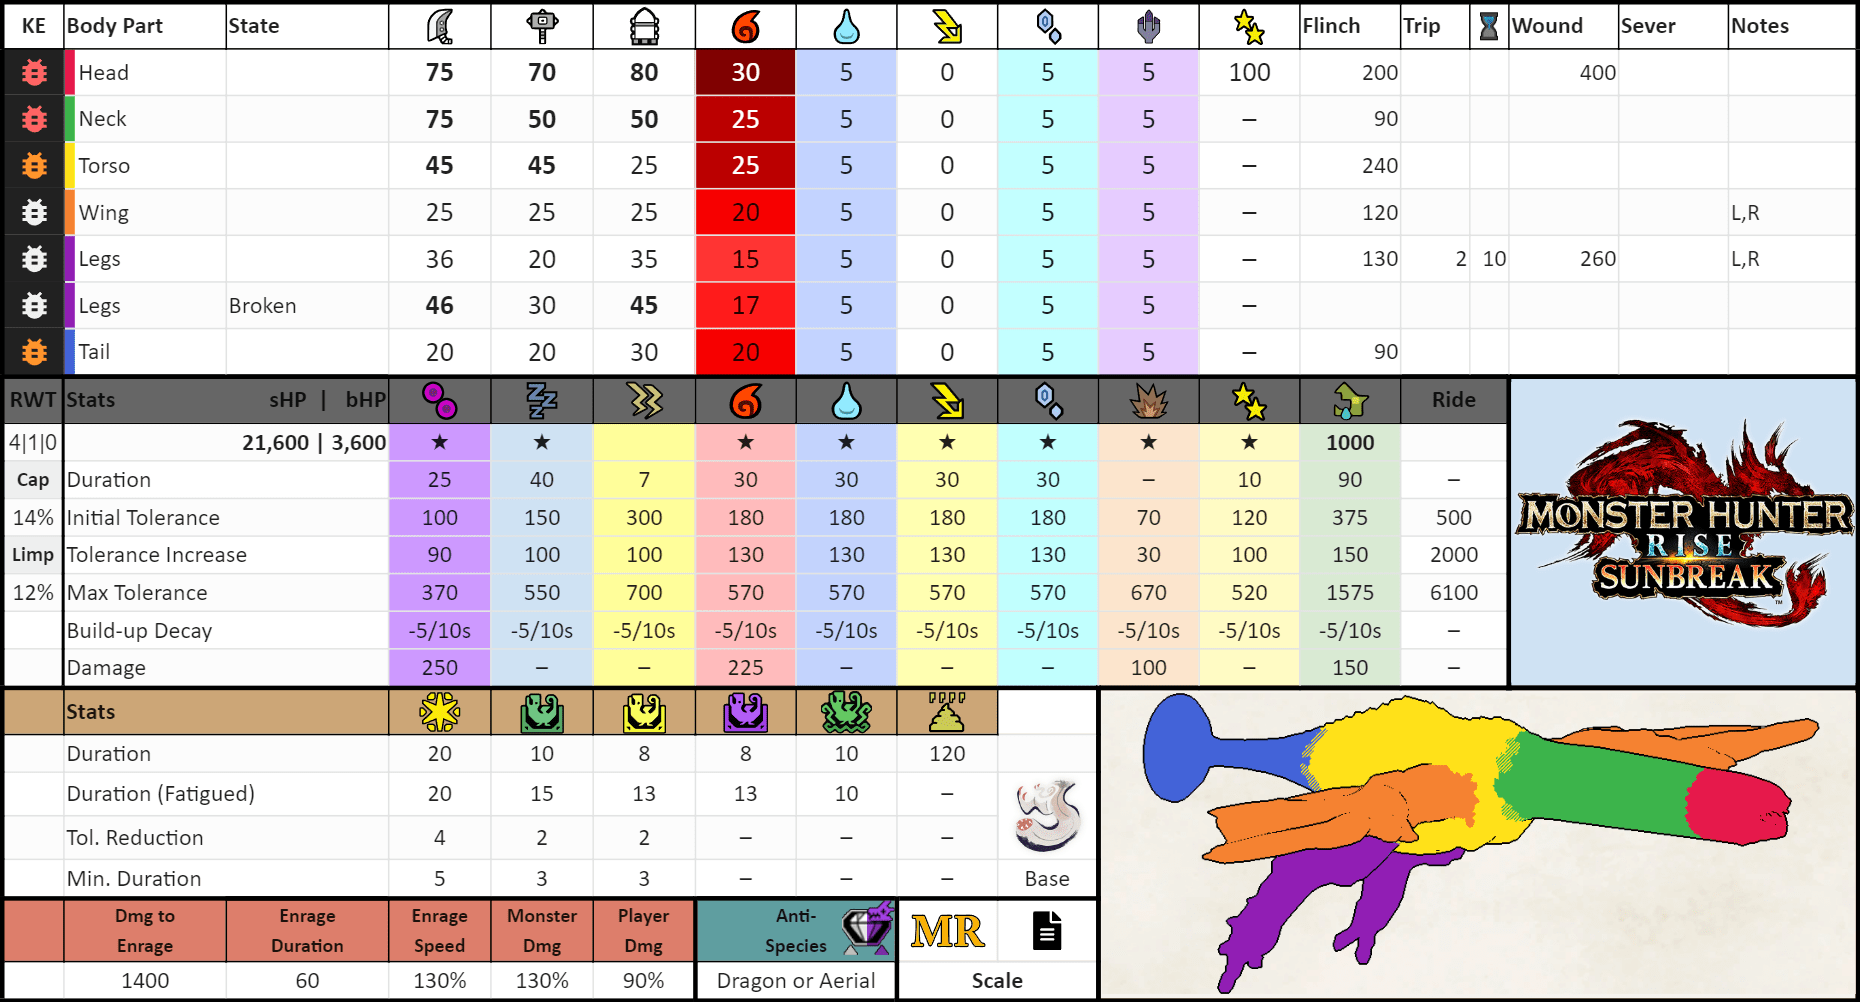 KE Body Part State Flinch Trip Wound Sever Notes
Head 75 70 80 30 5 0 5 5 100 200 400
Neck 75 50 50 25 5 0 5 5 – 90
Torso 45 45 25 25 5 0 5 5 – 240
Wing 25 25 25 20 5 0 5 5 – 120 L,R
Legs 36 20 35 15 5 0 5 5 – 130 2 10 260 L,R
Legs Broken 46 30 45 17 5 0 5 5 –
Tail 20 20 30 20 5 0 5 5 – 90
RWT Stats sHP | bHP Ride
4|1|0 21,600 | 3,600 ★ ★ ★ ★ ★ ★ ★ ★ 1000
Cap Duration 25 40 7 30 30 30 30 – 10 90 –
14% Initial Tolerance 100 150 300 180 180 180 180 70 120 375 500
Limp Tolerance Increase 90 100 100 130 130 130 130 30 100 150 2000
12% Max Tolerance 370 550 700 570 570 570 570 670 520 1575 6100
Build-up Decay -5/10s -5/10s -5/10s -5/10s -5/10s -5/10s -5/10s -5/10s -5/10s -5/10s –
Damage 250 – – 225 – – – 100 – 150 –
MONSTER HUNTER
RISE
SUNBREAK™
Stats
Duration 20 10 8 8 10 120
Duration (Fatigued) 20 15 13 13 10 –
Tol. Reduction 4 2 2 – – –
Min. Duration 5 3 3 – – – Base
Dmg to Enrage Enrage Monster Player Anti-
Enrage Duration Speed Dmg Dmg Species MR
1400 60 130% 130% 90% Dragon or Aerial Scale